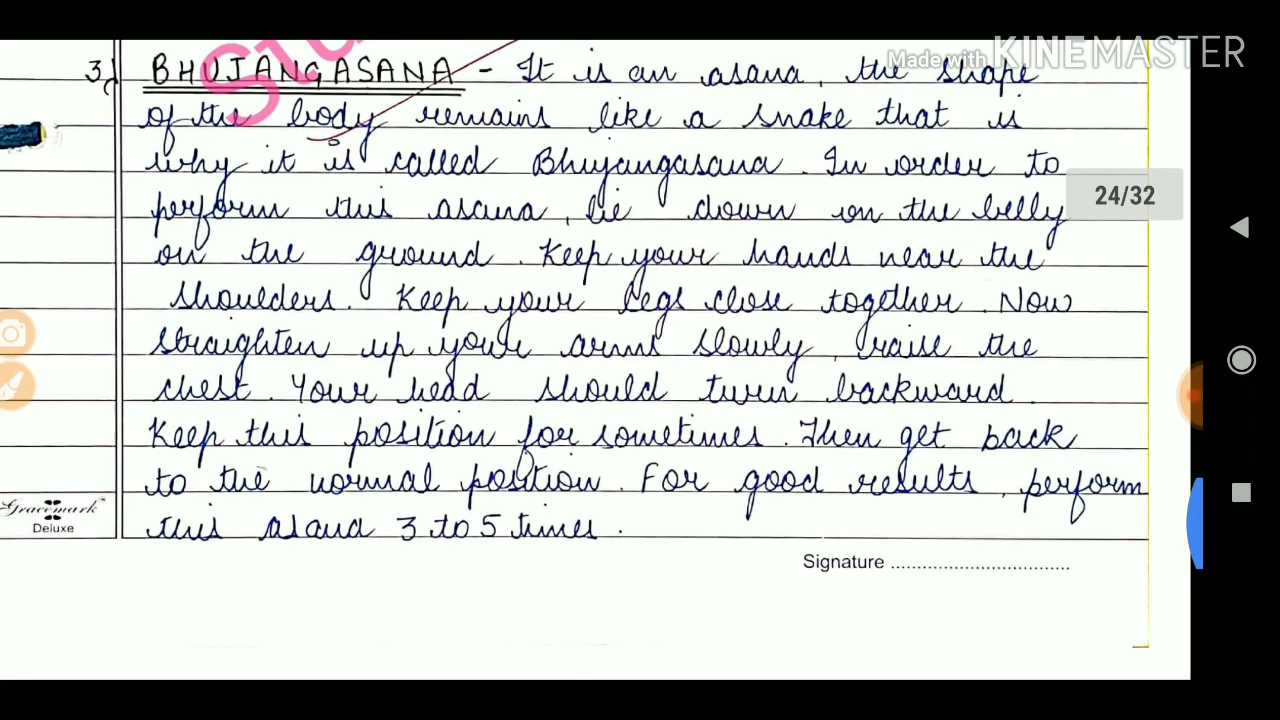 Made with KINEMASTER
3) BHUJANGASANA - It is an asana, the shape
of the body remains like a snake that is
why it is called Bhujangasana. In order to
24/32
perform this asana, lie down on the belly
on the ground. Keep your hands near the
shoulders. Keep your legs close together. Now
straighten up your arms slowly, raise the
chest. Your head should turn backward.
Keep this position for sometimes. Then get back
to the normal position. For good results, perform
this asana 3 to 5 times.
Gracemark
Deluxe
Signature ..................................